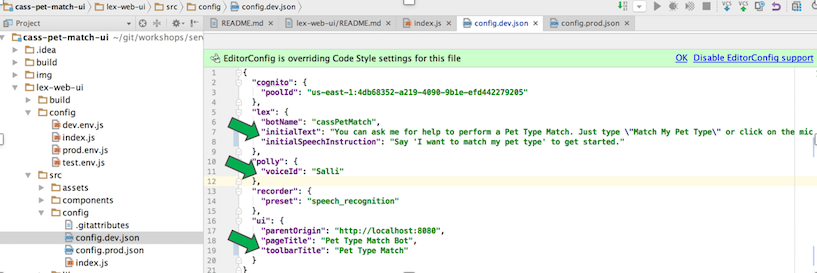 cass-pet-match-ui lex-web-ui src config config.dev.json
Project
README.md lex-web-ui/README.md index.js config.dev.json config.prod.json
cass-pet-match-ui ~/git/workshops/ser
.idea
build
img
lex-web-ui
build
config
dev.env.js
index.js
prod.env.js
test.env.js
src
assets
components
config
.gitattributes
config.dev.json
config.prod.json
index.js
EditorConfig is overriding Code Style settings for this file OK Disable EditorConfig support
1 {
2 "cognito": {
3 "poolId": "us-east-1:4db68352-a219-4090-9b1e-efd442279205"
4 },
5 "lex": {
6 "botName": "cassPetMatch",
7 "initialText": "You can ask me for help to perform a Pet Type Match. Just type \"Match My Pet Type\" or click on the mic
8 "initialSpeechInstruction": "Say 'I want to match my pet type' to get started."
9 },
10 "polly": {
11 "voiceId": "Salli"
12 },
13 "recorder": {
14 "preset": "speech_recognition"
15 },
16 "ui": {
17 "parentOrigin": "http://localhost:8080",
18 "pageTitle": "Pet Type Match Bot",
19 "toolbarTitle": "Pet Type Match"
20 }
21 }